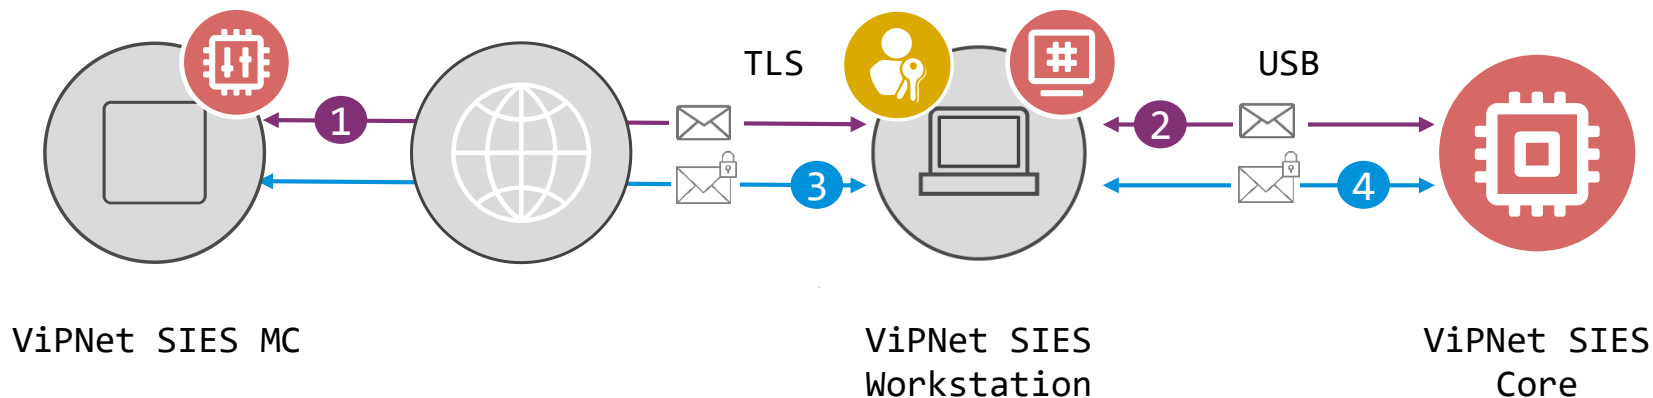 TLS
USB
1
2
3
4
#
ViPNet SIES MC
ViPNet SIES
Workstation
ViPNet SIES
Core